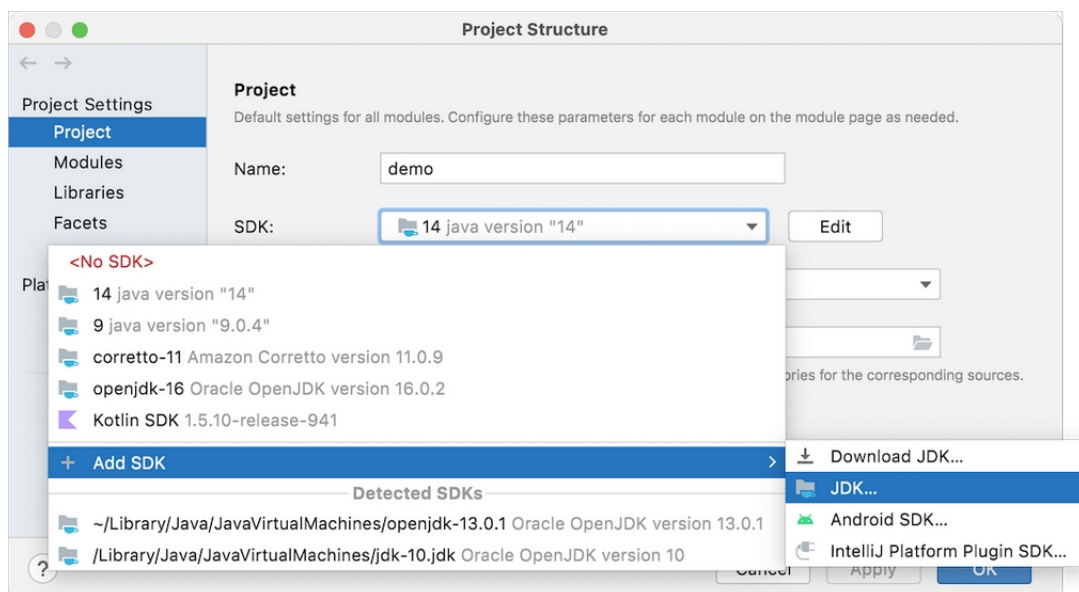 Project Structure
Project Settings
Project
Modules
Libraries
Facets
Project
Default settings for all modules. Configure these parameters for each module on the module page as needed.
Name: demo
SDK: 14 java version "14" Edit
<No SDK>
14 java version "14"
9 java version "9.0.4"
corretto-11 Amazon Corretto version 11.0.9
openjdk-16 Oracle OpenJDK version 16.0.2
Kotlin SDK 1.5.10-release-941
+ Add SDK
Detected SDKs
~/Library/Java/JavaVirtualMachines/openjdk-13.0.1 Oracle OpenJDK version 13.0.1
/Library/Java/JavaVirtualMachines/jdk-10.jdk Oracle OpenJDK version 10
for the corresponding sources.
Download JDK...
JDK...
Android SDK...
IntelliJ Platform Plugin SDK...
?
Cancel Apply OK